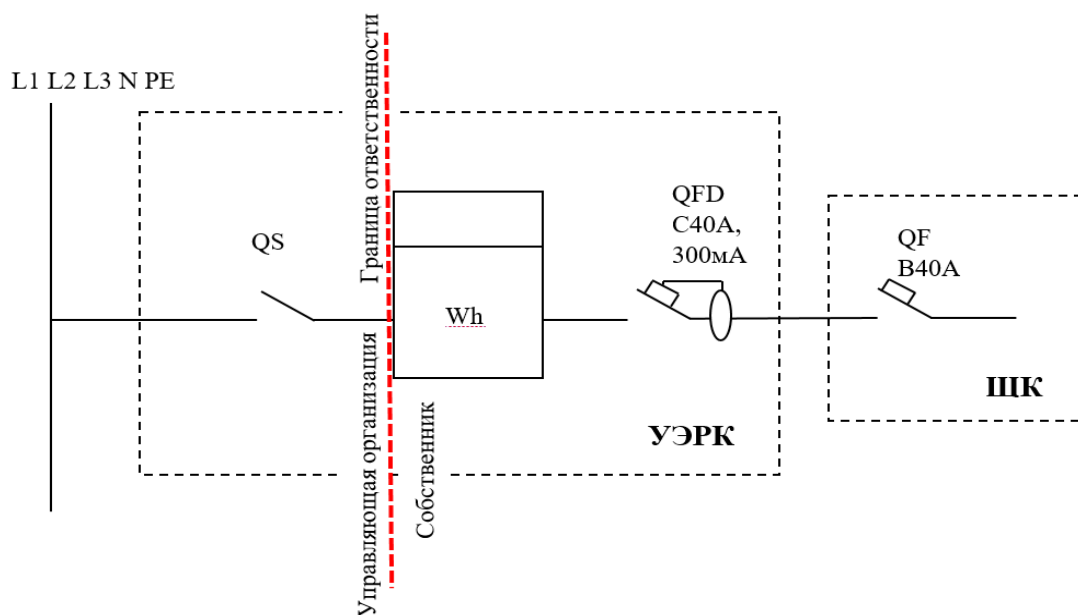 L1 L2 L3 N PE
Граница ответственности
Управляющая организация
Собственник
QS
Wh
QFD
C40A,
300мА
УЭРК
QF
B40A
ЩК